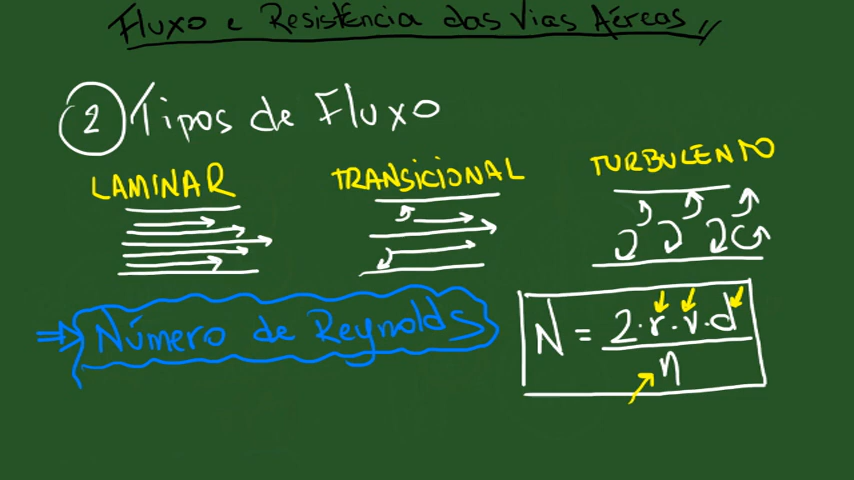 Fluxo e Resistência das Vias Aéreas
2 Tipos de Fluxo
LAMINAR TRANSICIONAL TURBULENTO
Número de Reynolds
N = 2·r·v·d
η